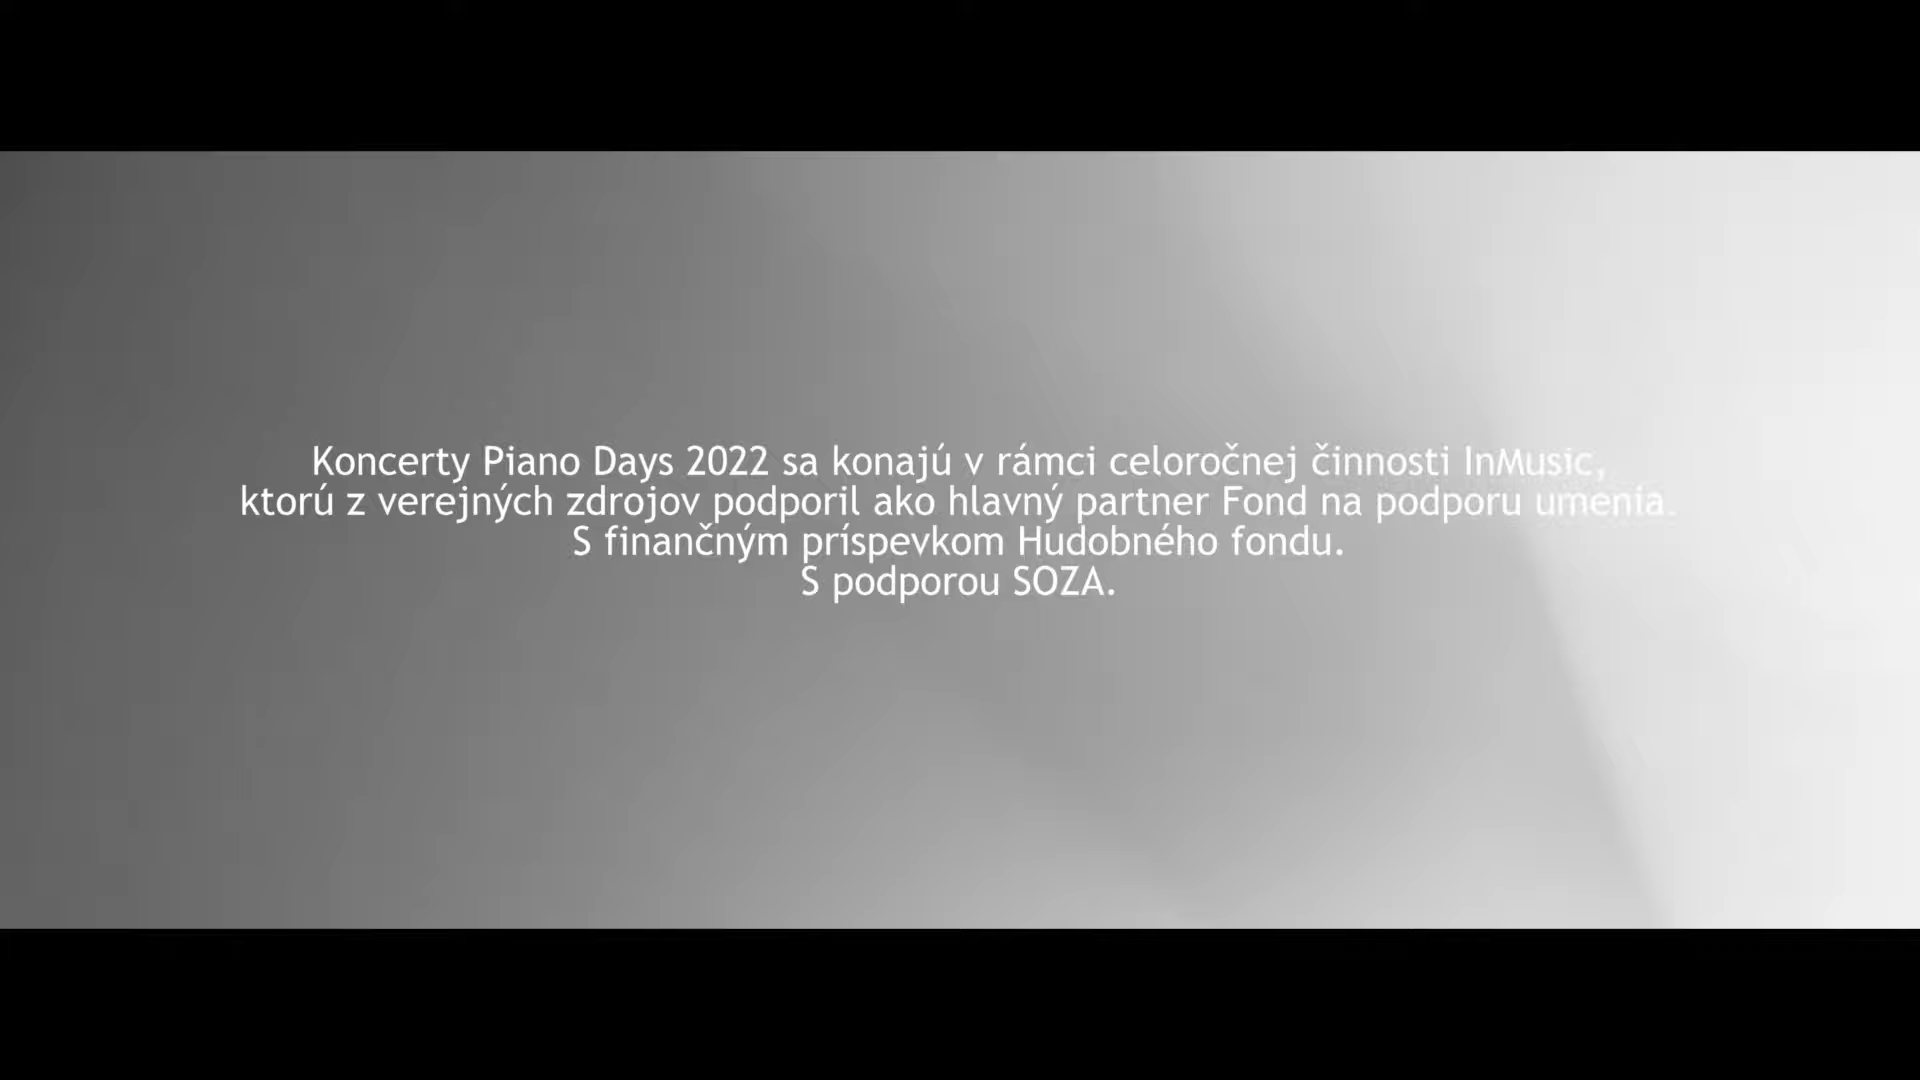 Koncerty Piano Days 2022 sa konajú v rámci celoročnej činnosti InMusic,
ktorú z verejných zdrojov podporil ako hlavný partner Fond na podporu umenia.
S finančným príspevkom Hudobného fondu.
S podporou SOZA.